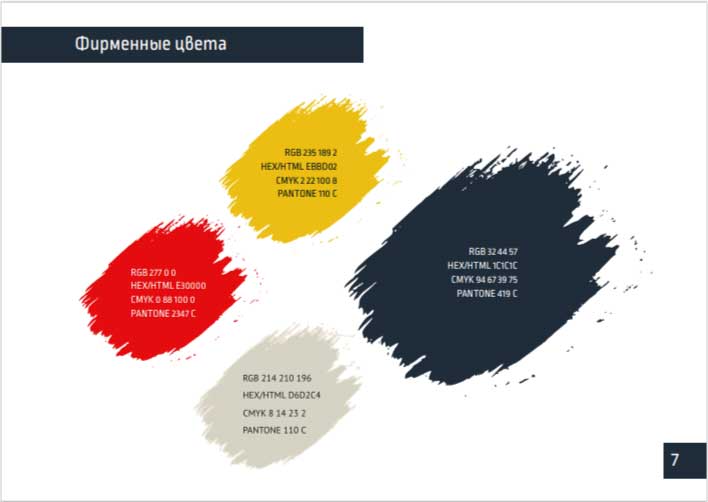 Фирменные цвета
RGB 235 189 2
HEX/HTML EBBD02
CMYK 2 22 100 8
PANTONE 110 C
RGB 277 0 0
HEX/HTML E30000
CMYK 0 88 100 0
PANTONE 2347 C
RGB 32 44 57
HEX/HTML 1C1C1C
CMYK 94 67 39 75
PANTONE 419 C
RGB 214 210 196
HEX/HTML D6D2C4
CMYK 8 14 23 2
PANTONE 110 C
7